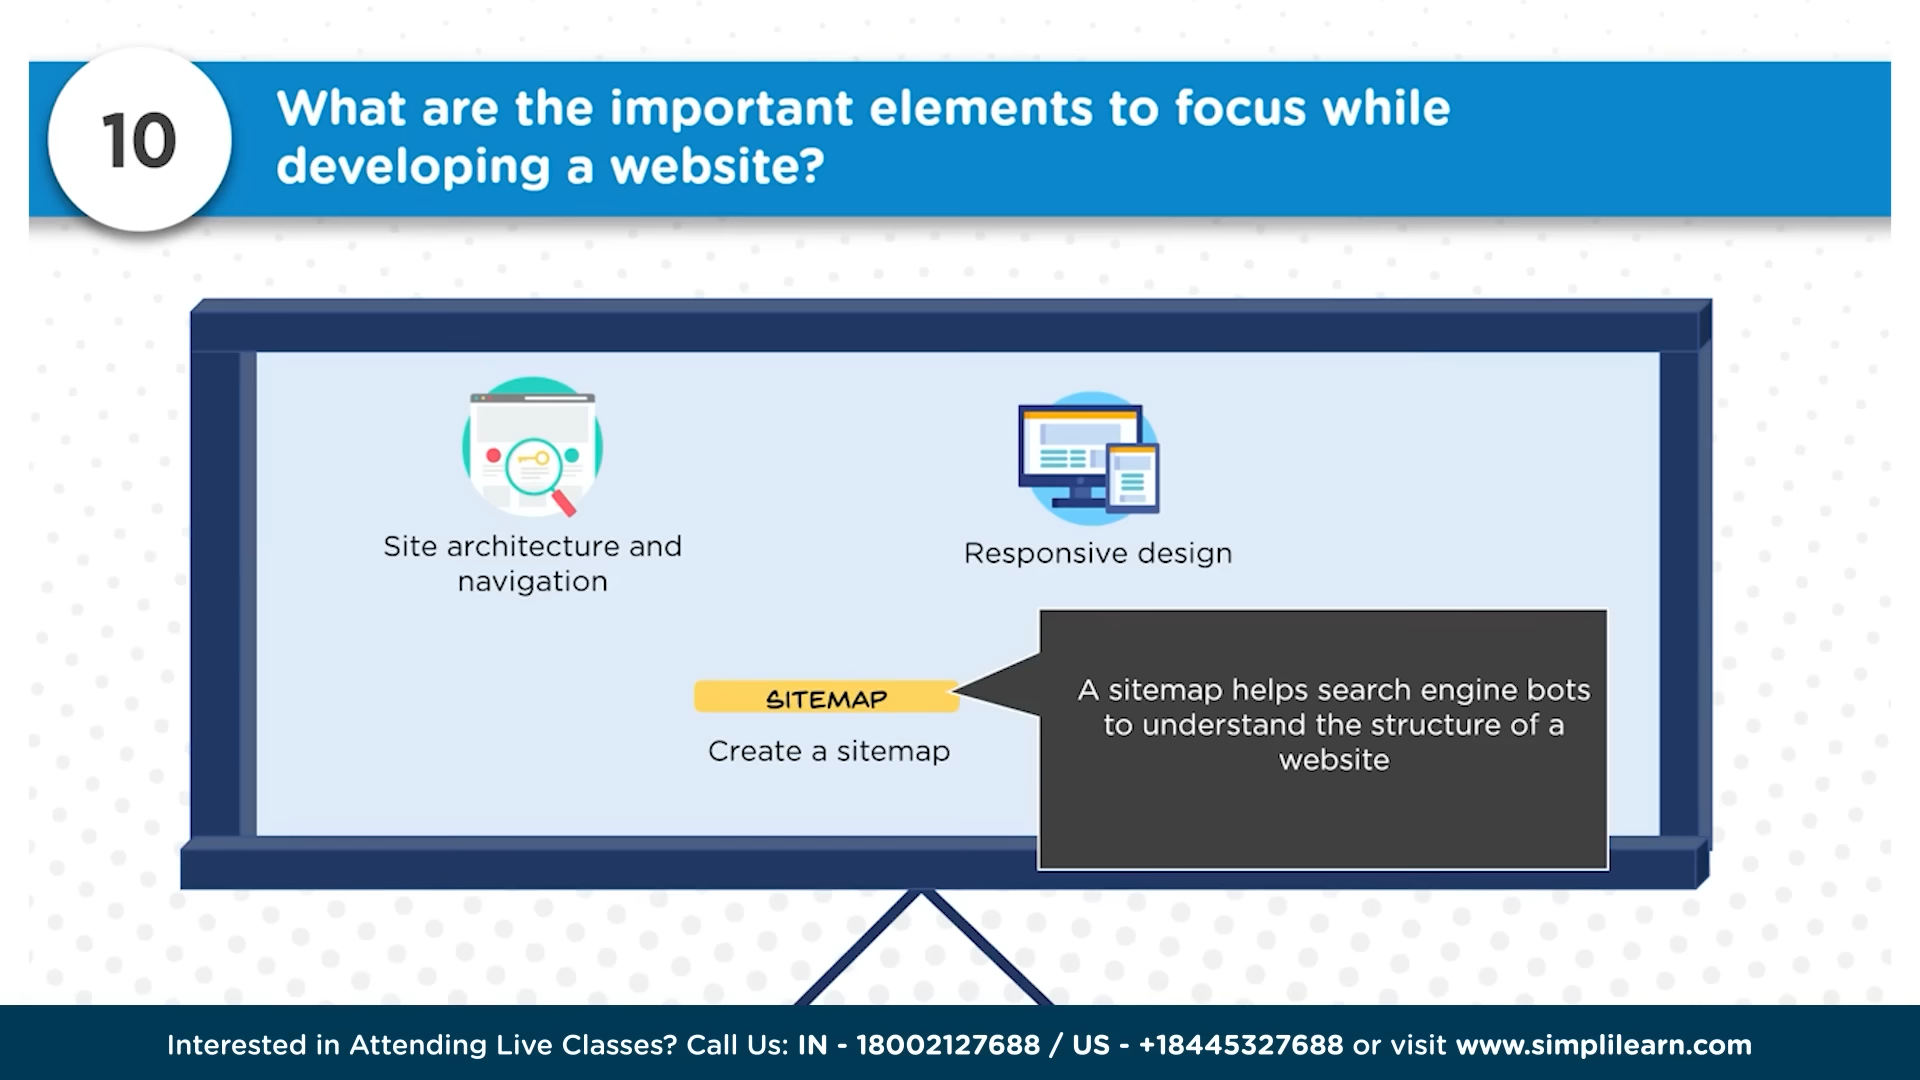 10
What are the important elements to focus while
developing a website?
Site architecture and
navigation
Responsive design
SITEMAP
Create a sitemap
A sitemap helps search engine bots
to understand the structure of a
website
Interested in Attending Live Classes? Call Us: IN - 18002127688 / US - +18445327688 or visit www.simplilearn.com